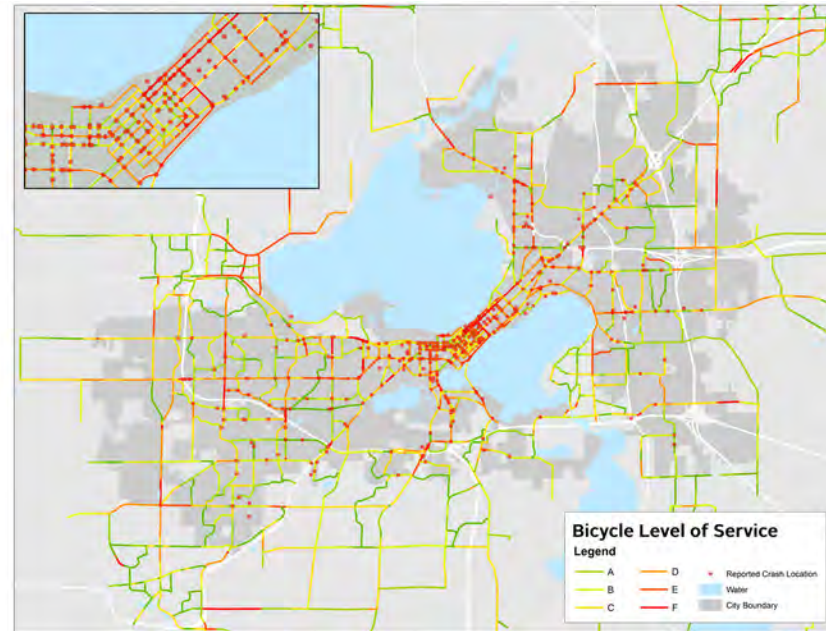 Bicycle Level of Service
Legend
A
B
C
D
E
F
Reported Crash Location
Water
City Boundary